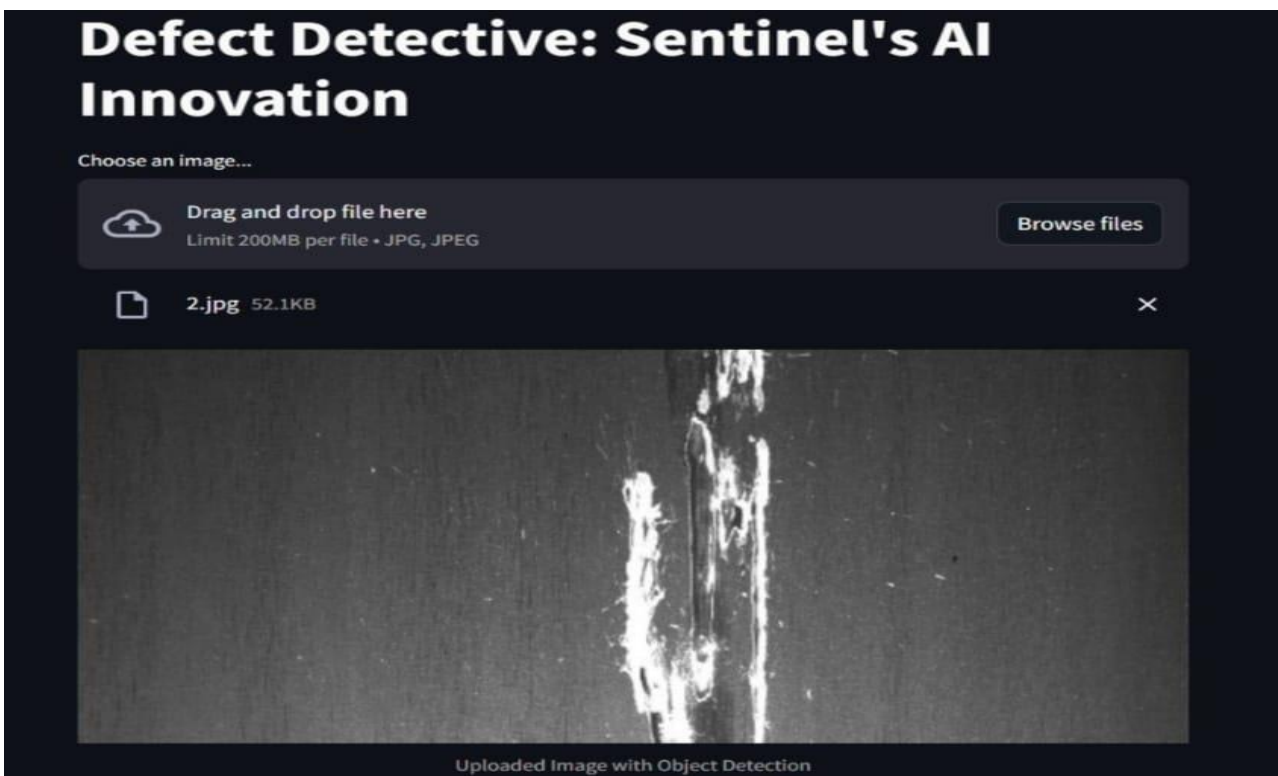 Defect Detective: Sentinel's AI
Innovation
Choose an image...
Drag and drop file here
Limit 200MB per file • JPG, JPEG
Browse files
2.jpg 52.1KB
Uploaded Image with Object Detection